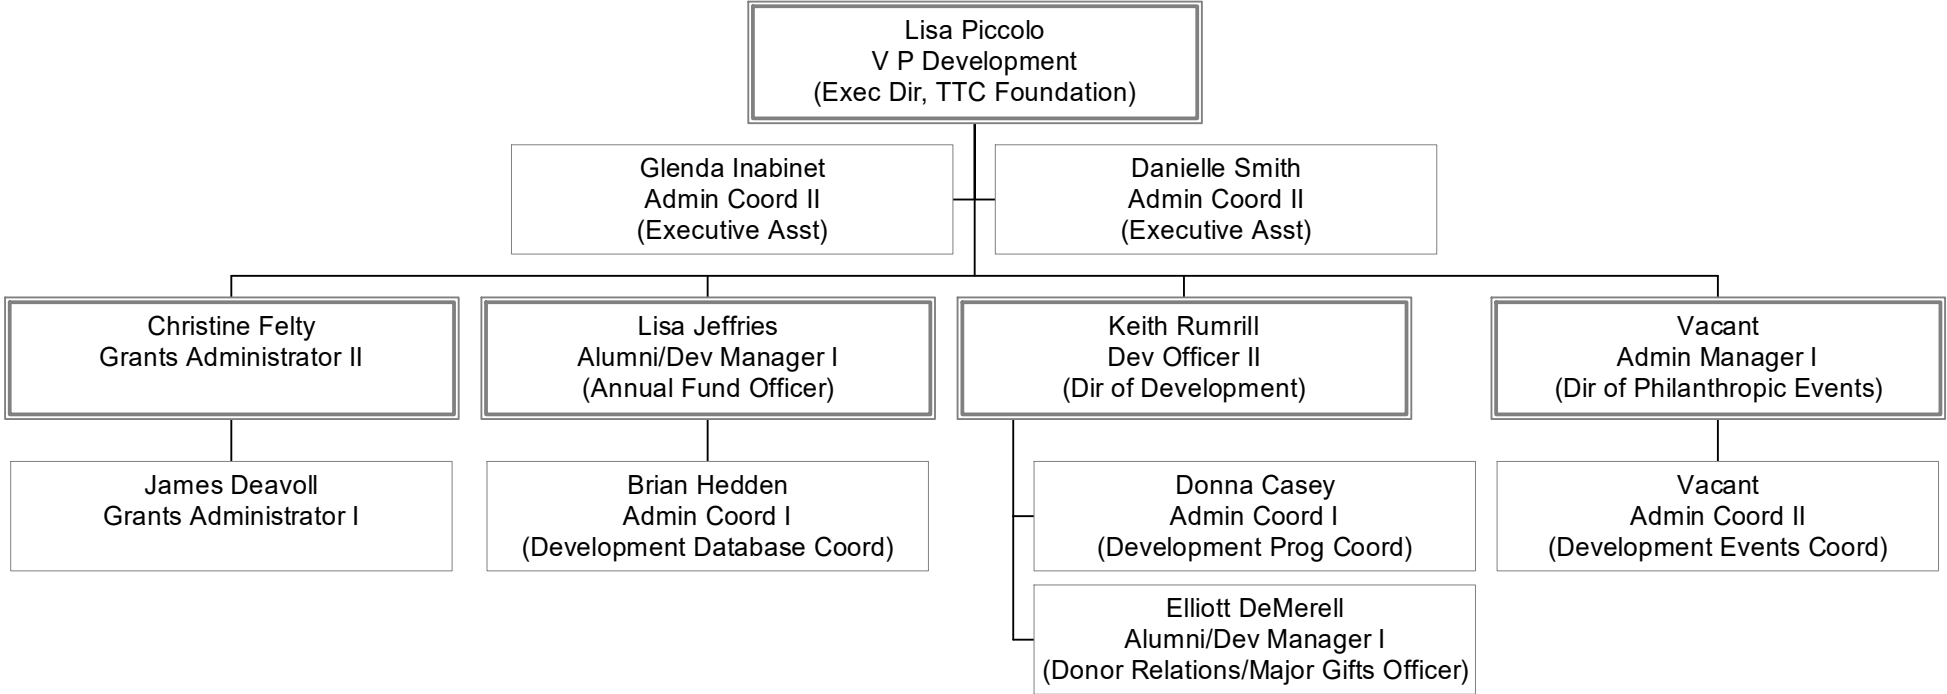 Lisa Piccolo
V P Development
(Exec Dir, TTC Foundation)
Glenda Inabinet
Admin Coord II
(Executive Asst)
Danielle Smith
Admin Coord II
(Executive Asst)
Christine Felty
Grants Administrator II
Lisa Jeffries
Alumni/Dev Manager I
(Annual Fund Officer)
Keith Rumrill
Dev Officer II
(Dir of Development)
Vacant
Admin Manager I
(Dir of Philanthropic Events)
James Deavoll
Grants Administrator I
Brian Hedden
Admin Coord I
(Development Database Coord)
Donna Casey
Admin Coord I
(Development Prog Coord)
Vacant
Admin Coord II
(Development Events Coord)
Elliott DeMerell
Alumni/Dev Manager I
(Donor Relations/Major Gifts Officer)